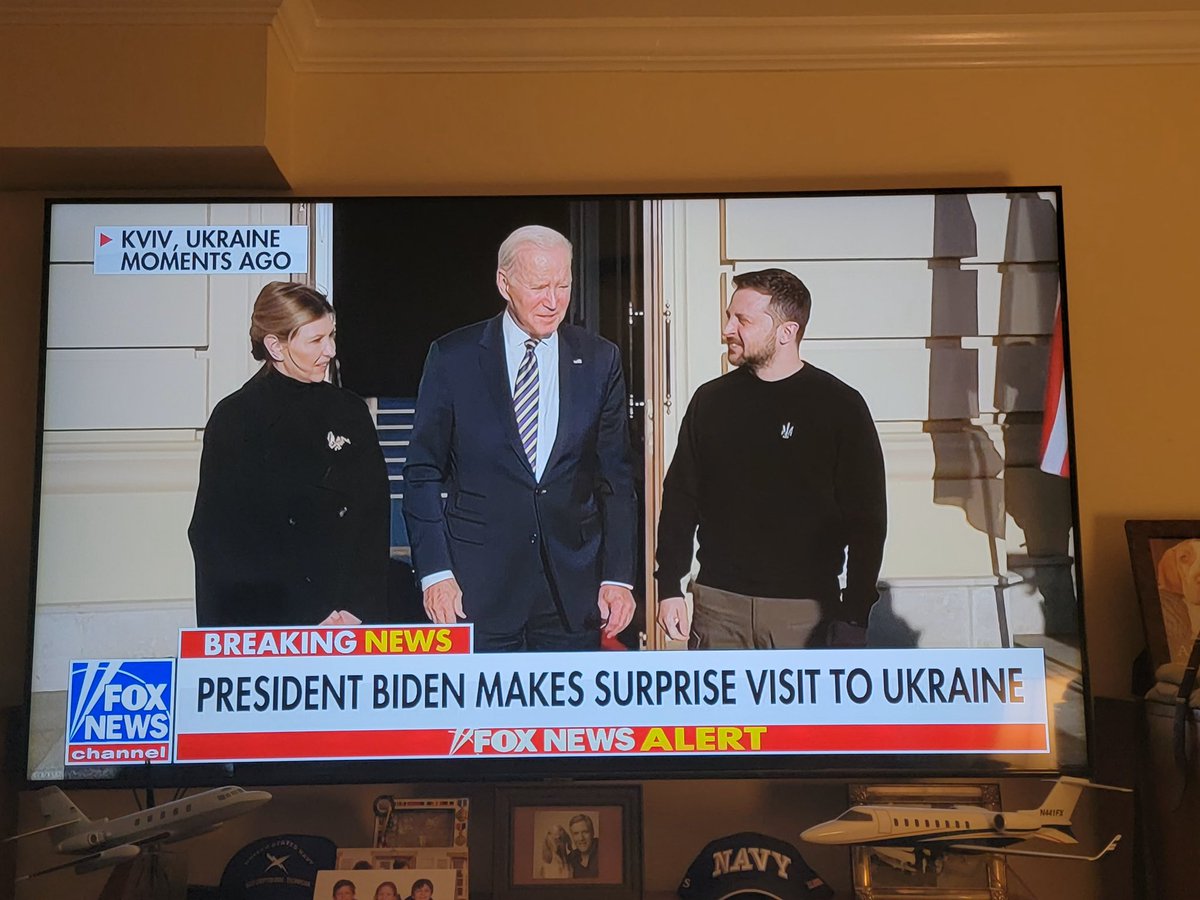 KVIV, UKRAINE
MOMENTS AGO
BREAKING NEWS
PRESIDENT BIDEN MAKES SURPRISE VISIT TO UKRAINE
FOX
NEWS
channel
FOX NEWS ALERT
N441FX
NAVY